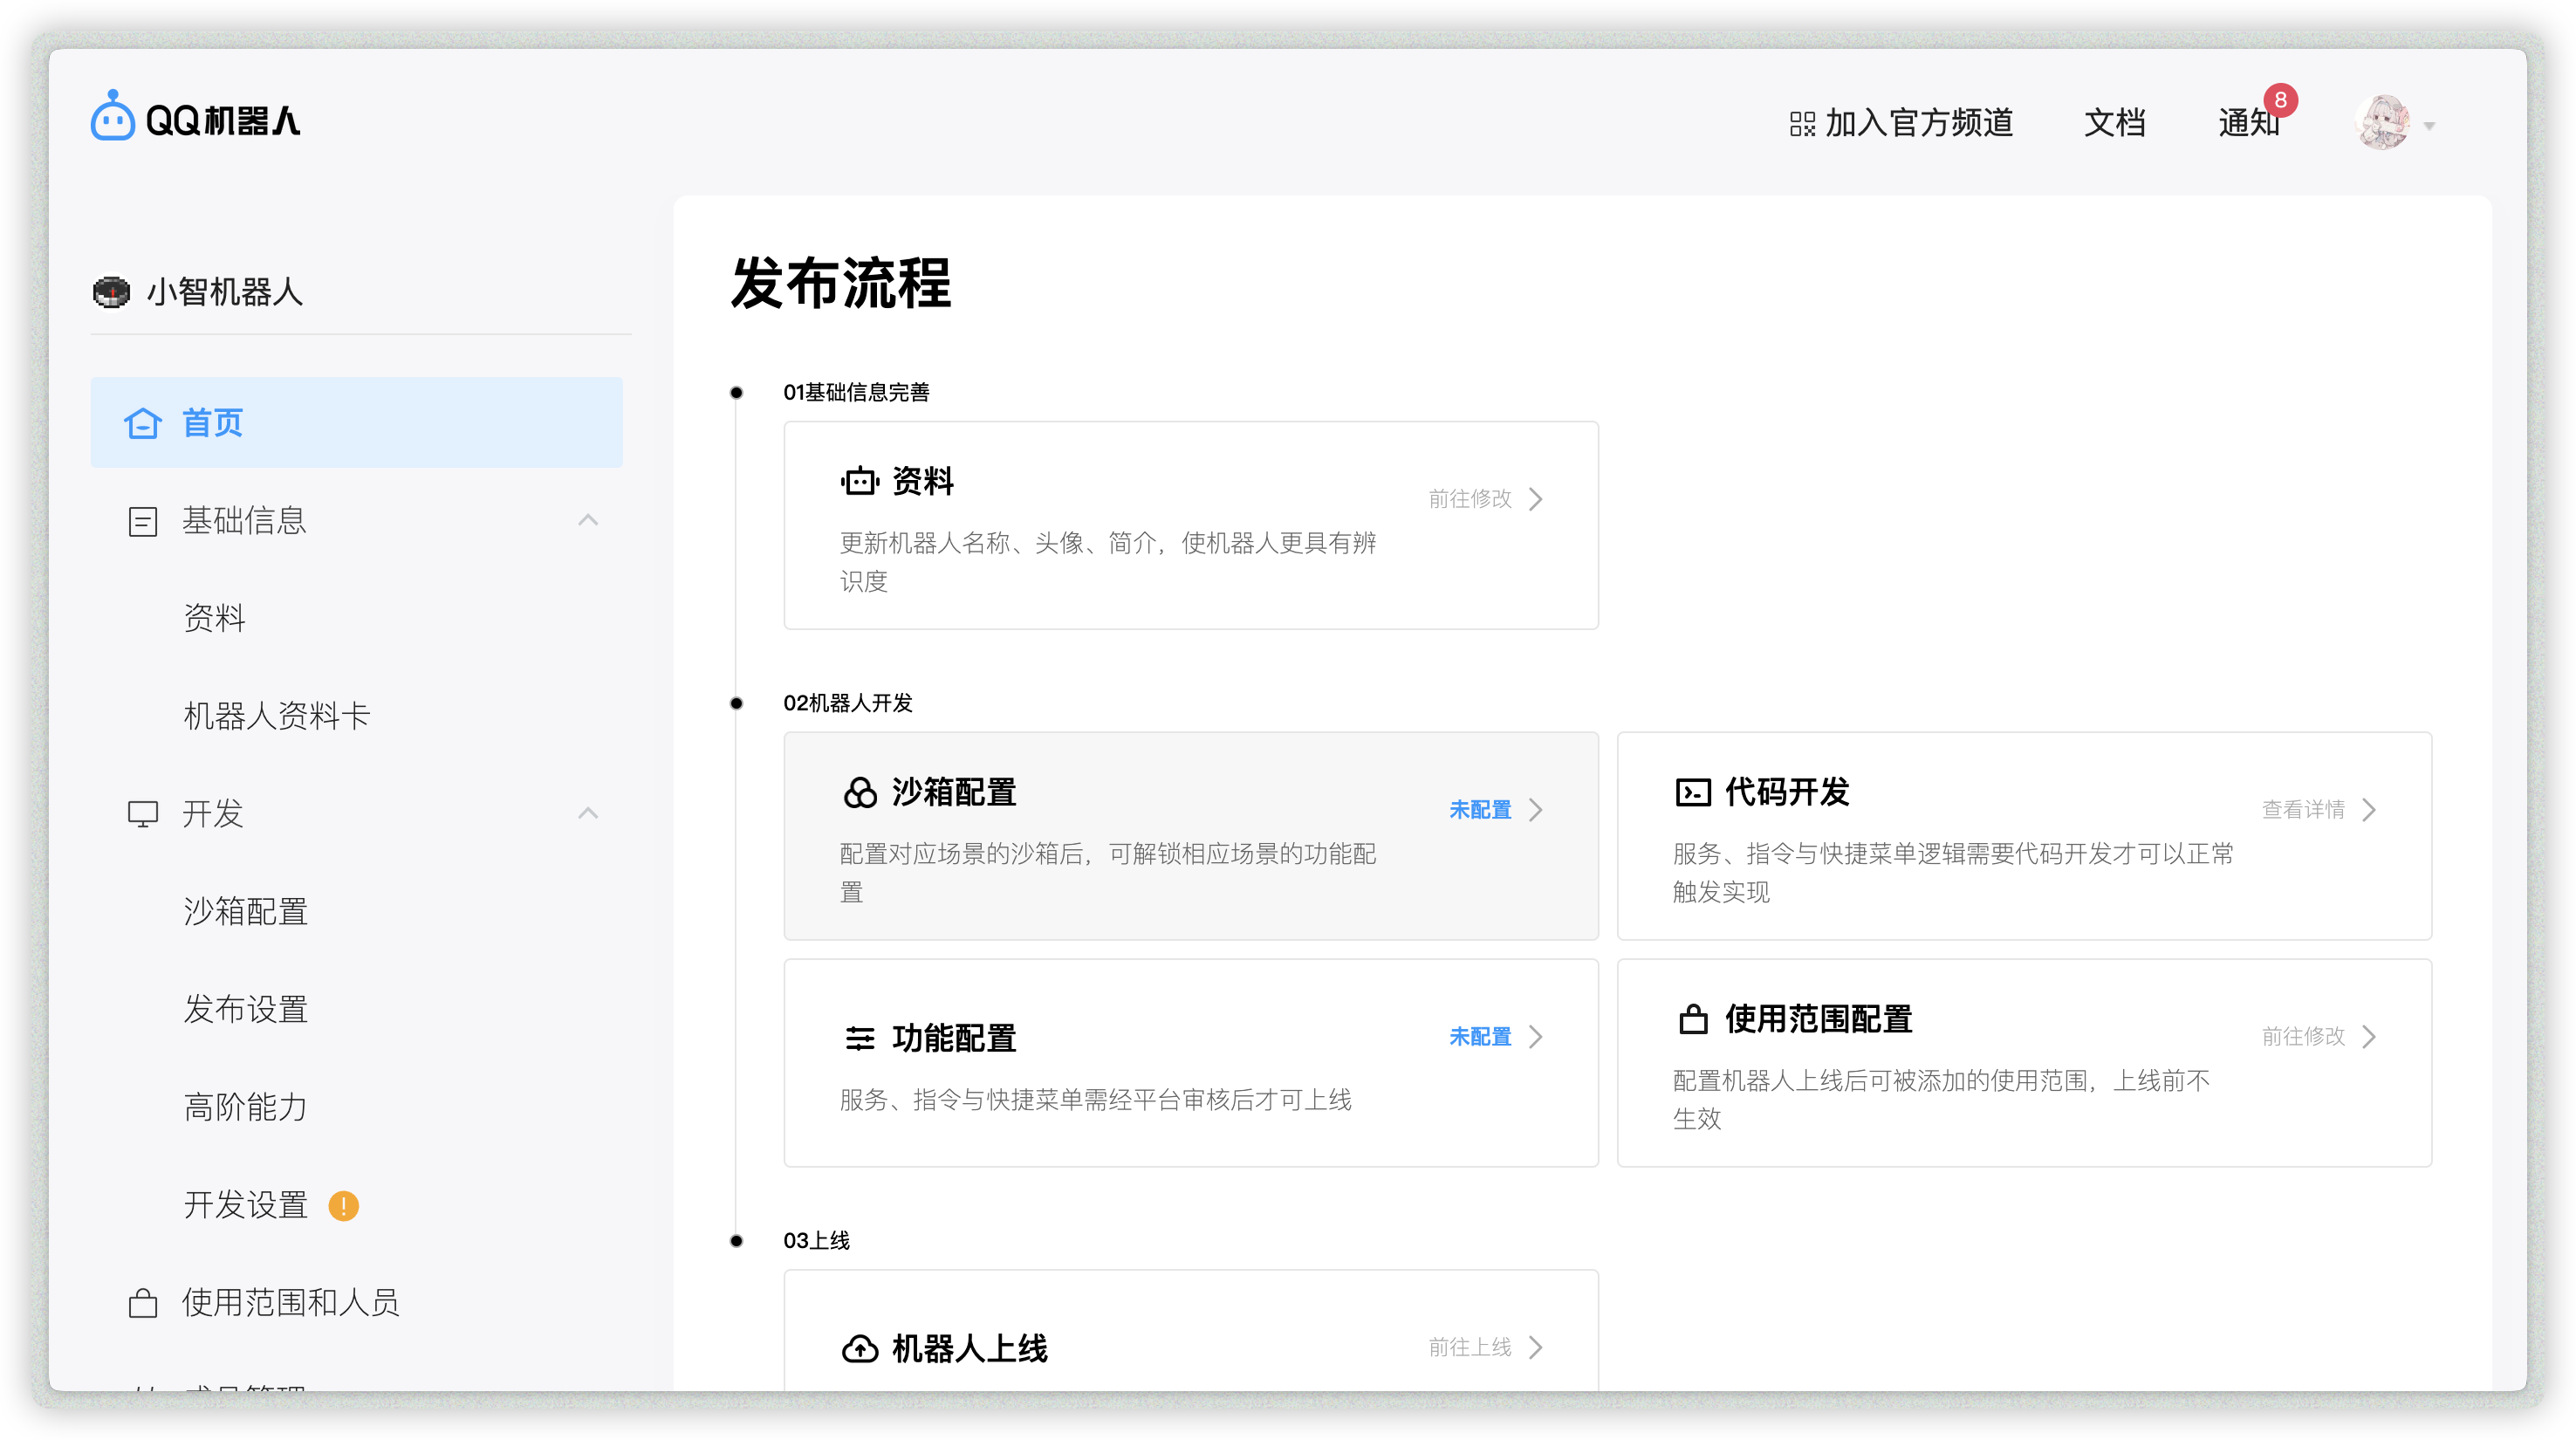 QQ机器人
加入官方频道
文档
通知
8
小智机器人
首页
基础信息
资料
机器人资料卡
开发
沙箱配置
发布设置
高阶能力
开发设置
使用范围和人员
发布流程
01基础信息完善
资料
前往修改
更新机器人名称、头像、简介，使机器人更具有辨
识度
02机器人开发
沙箱配置
未配置
配置对应场景的沙箱后，可解锁相应场景的功能配
置
代码开发
查看详情
服务、指令与快捷菜单逻辑需要代码开发才可以正常
触发实现
功能配置
未配置
服务、指令与快捷菜单需经平台审核后才可上线
使用范围配置
前往修改
配置机器人上线后可被添加的使用范围，上线前不
生效
03上线
机器人上线
前往上线